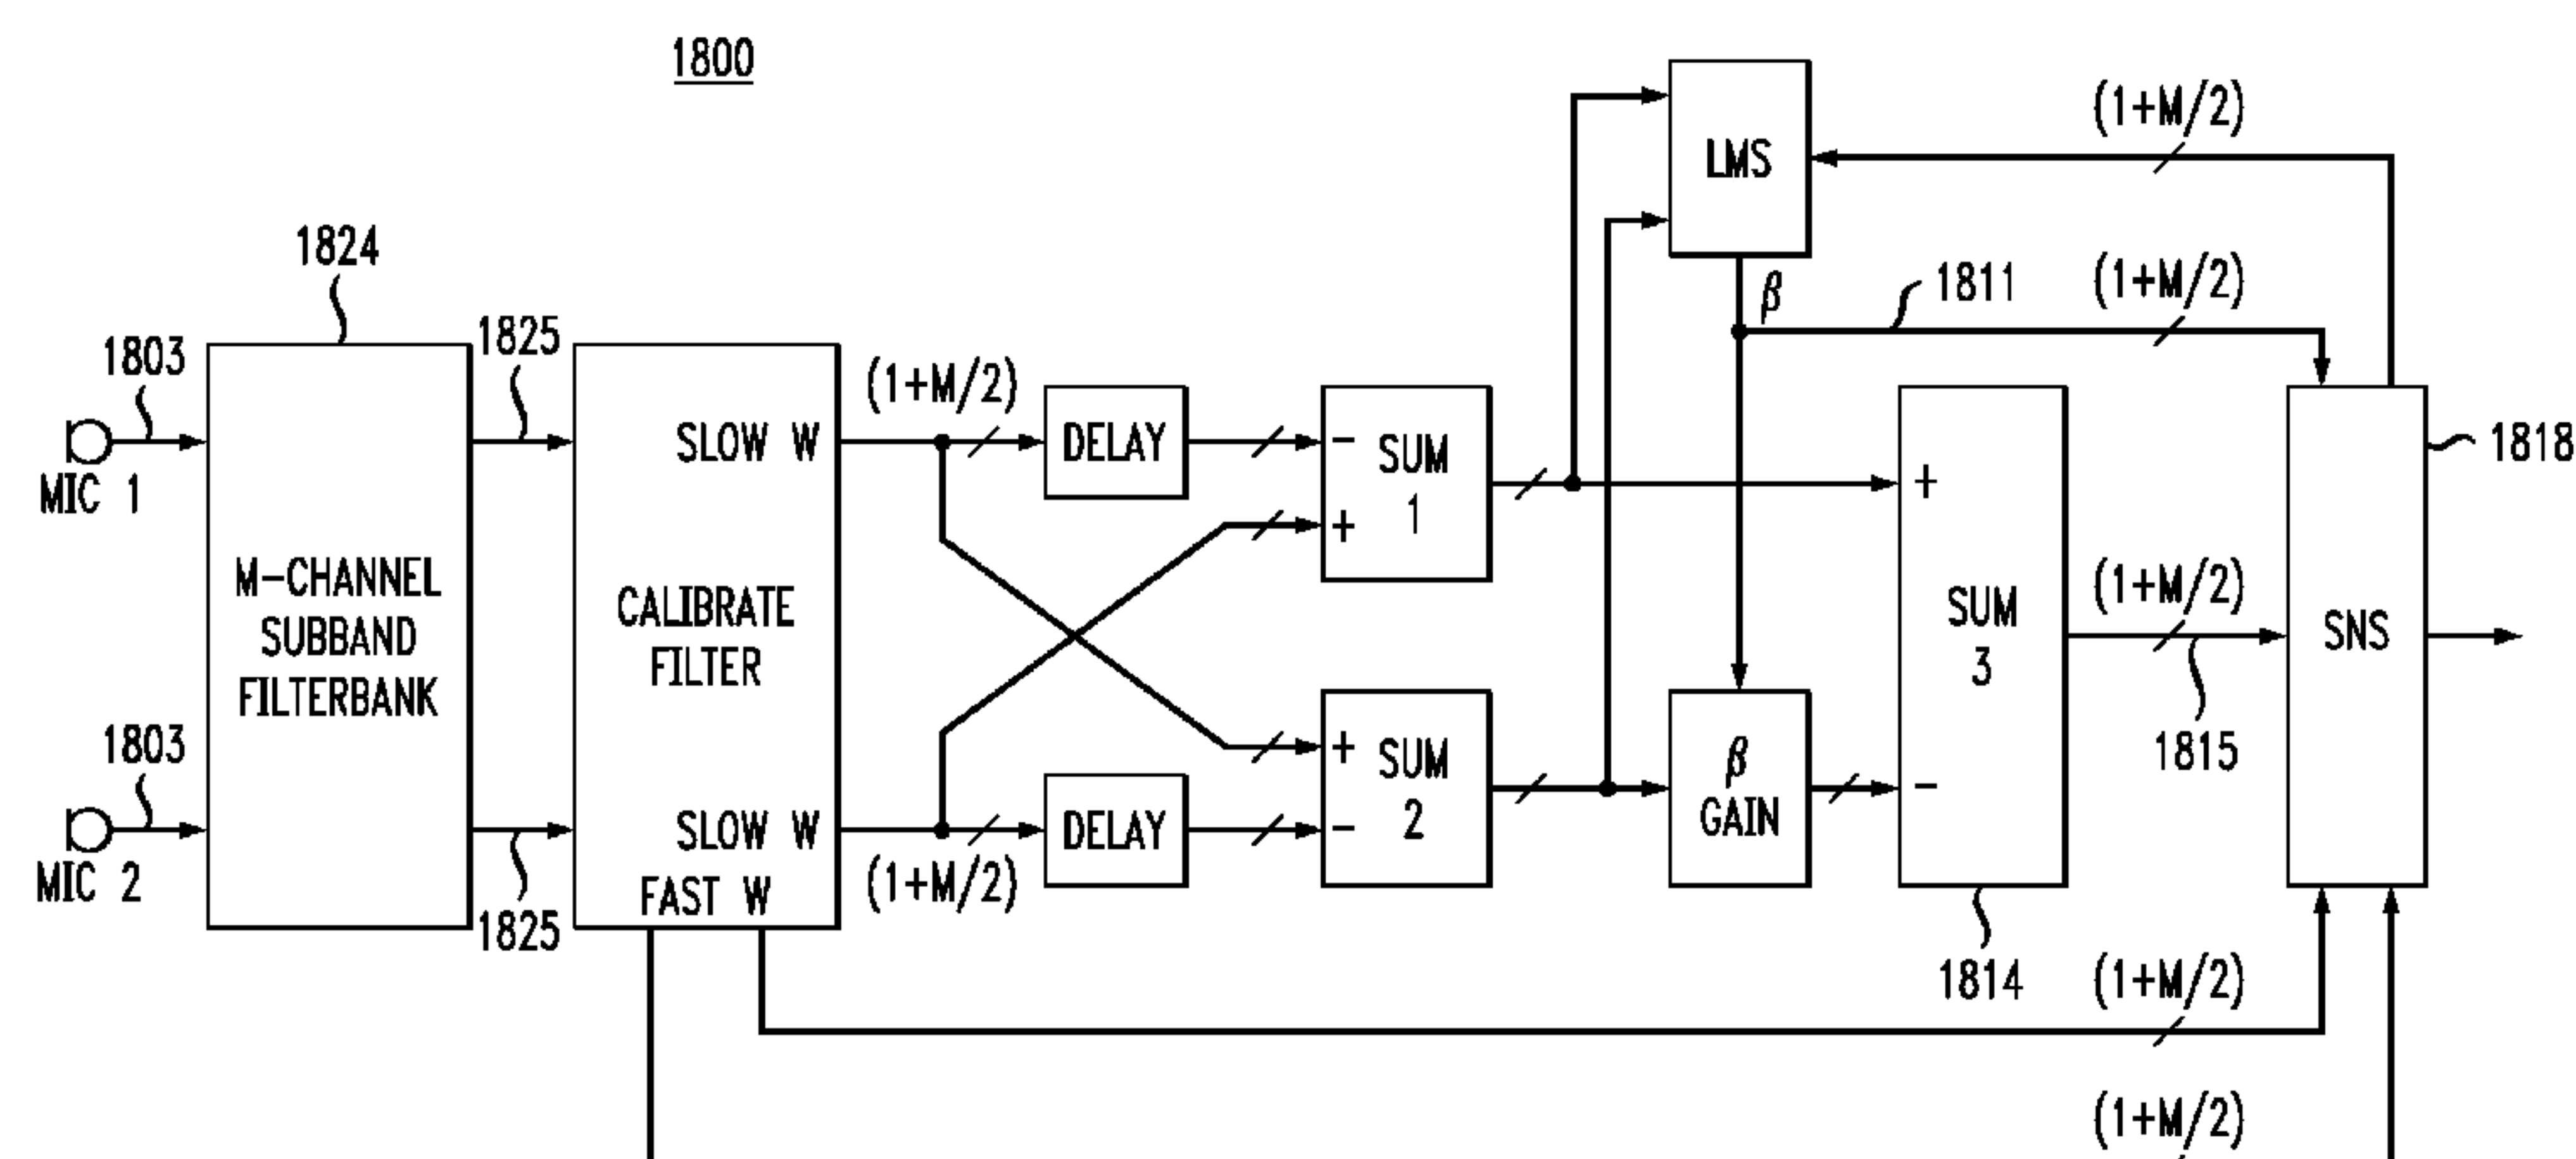 1800
(1+M/2)
LMS
1824
β
1811
(1+M/2)
1803
1825
(1+M/2)
MIC 1
SLOW W
DELAY
-
SUM
1
+
+
1818
M-CHANNEL
SUBBAND
FILTERBANK
CALIBRATE
FILTER
SUM
3
(1+M/2)
SNS
1815
1803
MIC 2
SLOW W
FAST W
1825
(1+M/2)
DELAY
+
SUM
2
-
β
GAIN
-
1814
(1+M/2)
(1+M/2)